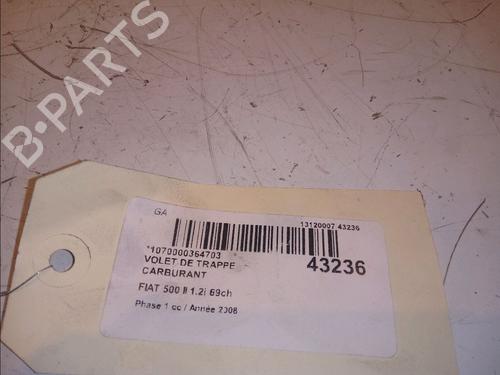 B-PARTS
GA
13120007 43236
*1070000364703
VOLET DE TRAPPE
CARBURANT
43236
FIAT 500 II 1.2i 69ch
Phase 1 cc / Année 2008